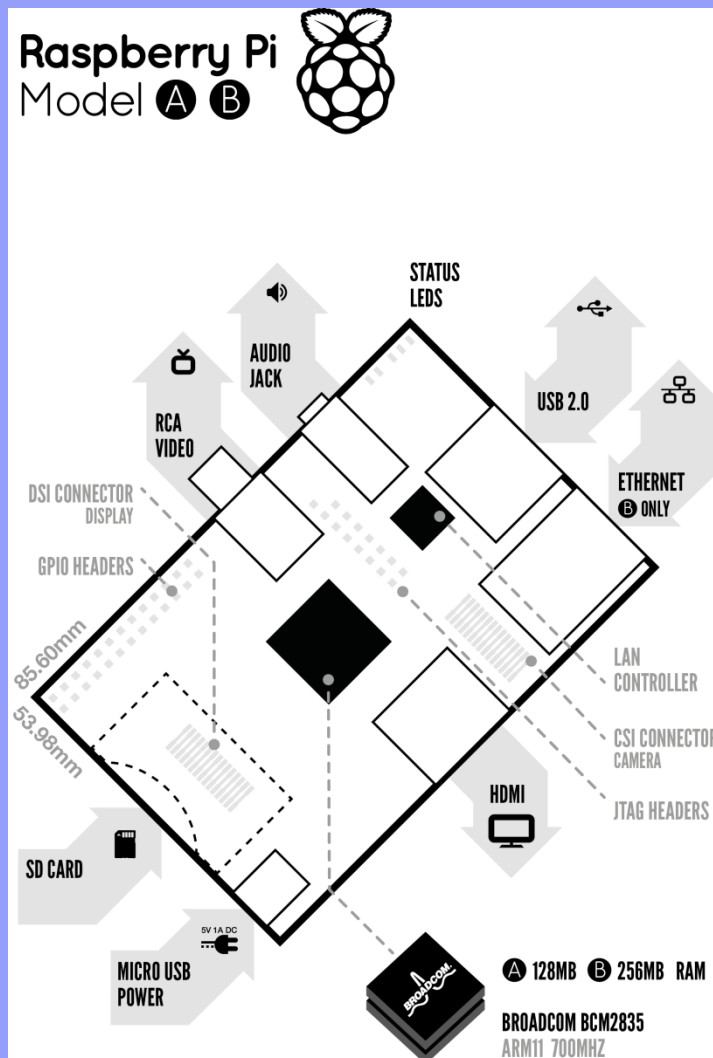 Raspberry Pi
Model A B
STATUS
LEDS
AUDIO
JACK
RCA
VIDEO
USB 2.0
ETHERNET
B ONLY
DSI CONNECTOR
DISPLAY
GPIO HEADERS
85.60mm
53.98mm
LAN
CONTROLLER
CSI CONNECTOR
CAMERA
JTAG HEADERS
HDMI
SD CARD
5V 1A DC
MICRO USB
POWER
BROADCOM.
A 128MB B 256MB RAM
BROADCOM BCM2835
ARM11 700MHZ